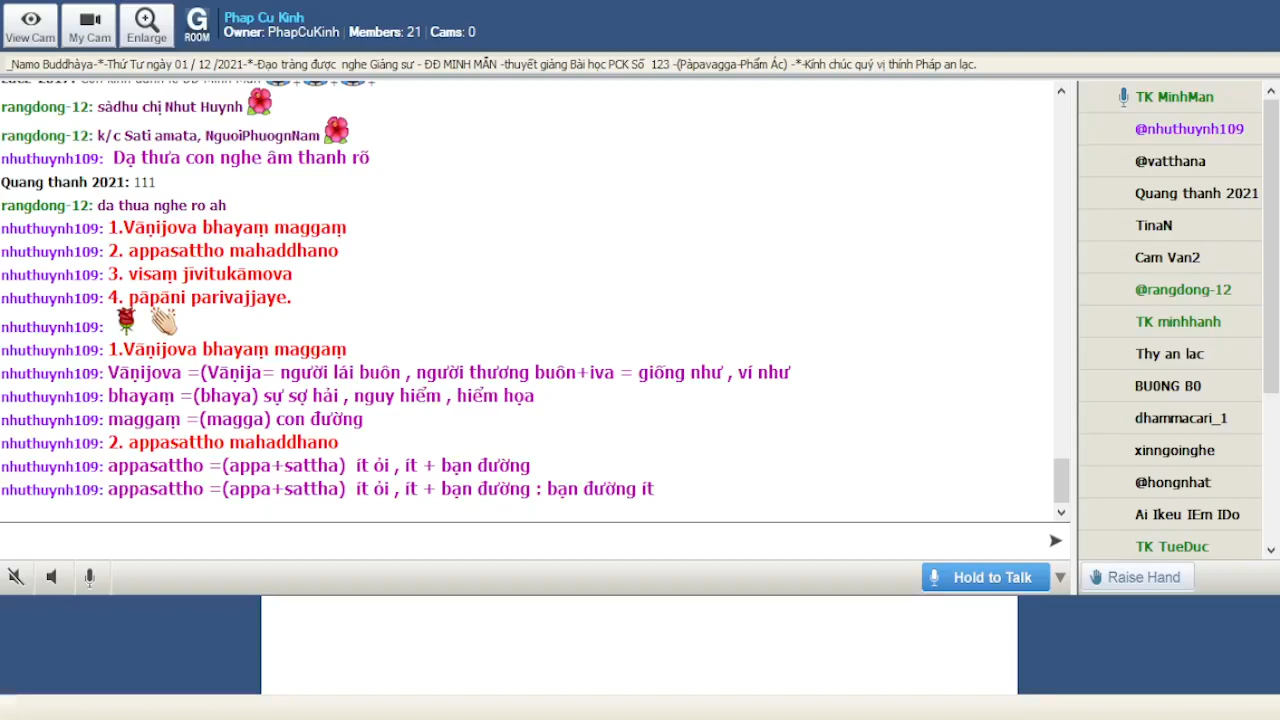 View Cam
My Cam
Enlarge
G
ROOM
Phap Cu Kinh
Owner: PhapCuKinh | Members: 21 | Cams: 0
_Namo Buddhàya-*-Thứ Tư ngày 01 / 12 /2021-*-Đạo tràng được nghe Giảng sư - ĐĐ MINH MẪN -thuyết giảng Bài học PCK Số 123 -(Pàpavagga-Phẩm Ác) -*-Kính chúc quý vị thính Pháp an lạc.
rangdong-12: sàdhu chị Nhut Huynh
rangdong-12: k/c Sati amata, NguoiPhuognNam
nhuthuynh109: Dạ thưa con nghe âm thanh rõ
Quang thanh 2021: 111
rangdong-12: da thua nghe ro ah
nhuthuynh109: 1.Vāṇijova bhayaṃ maggaṃ
nhuthuynh109: 2. appasattho mahaddhano
nhuthuynh109: 3. visaṃ jīvitukāmova
nhuthuynh109: 4. pāpāni parivajjaye.
nhuthuynh109:
nhuthuynh109: 1.Vāṇijova bhayaṃ maggaṃ
nhuthuynh109: Vāṇijova =(Vāṇija= người lái buôn , người thương buôn+iva = giống như , ví như
nhuthuynh109: bhayaṃ =(bhaya) sự sợ hải , nguy hiểm , hiểm họa
nhuthuynh109: maggaṃ =(magga) con đường
nhuthuynh109: 2. appasattho mahaddhano
nhuthuynh109: appasattho =(appa+sattha) ít ỏi , ít + bạn đường
nhuthuynh109: appasattho =(appa+sattha) ít ỏi , ít + bạn đường : bạn đường ít
TK MinhMan
@nhuthuynh109
@vatthana
Quang thanh 2021
TinaN
Cam Van2
@rangdong-12
TK minhhanh
Thy an lac
BU0NG B0
dhammacari_1
xinngoinghe
@hongnhat
Ai Ikeu IEm IDo
TK TueDuc
Hold to Talk
Raise Hand